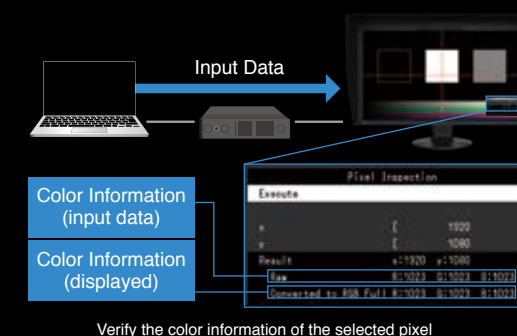 Input Data
Pixel Inspection
Execute
x [ 1920
y [ 1080
Result x:1920 y:1080
Color Information
(input data)
Raw R:1023 G:1023 B:1023
Color Information
(displayed)
Converted to RGB Full R:1023 G:1023 B:1023
Verify the color information of the selected pixel